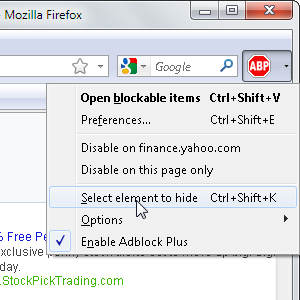 Mozilla Firefox
Google
ABP
Open blockable items Ctrl+Shift+V
Preferences... Ctrl+Shift+E
Disable on finance.yahoo.com
Disable on this page only
Select element to hide Ctrl+Shift+K
Options
Enable Adblock Plus
% Free Pe
xclusive
day.
.StockPickTrading.com